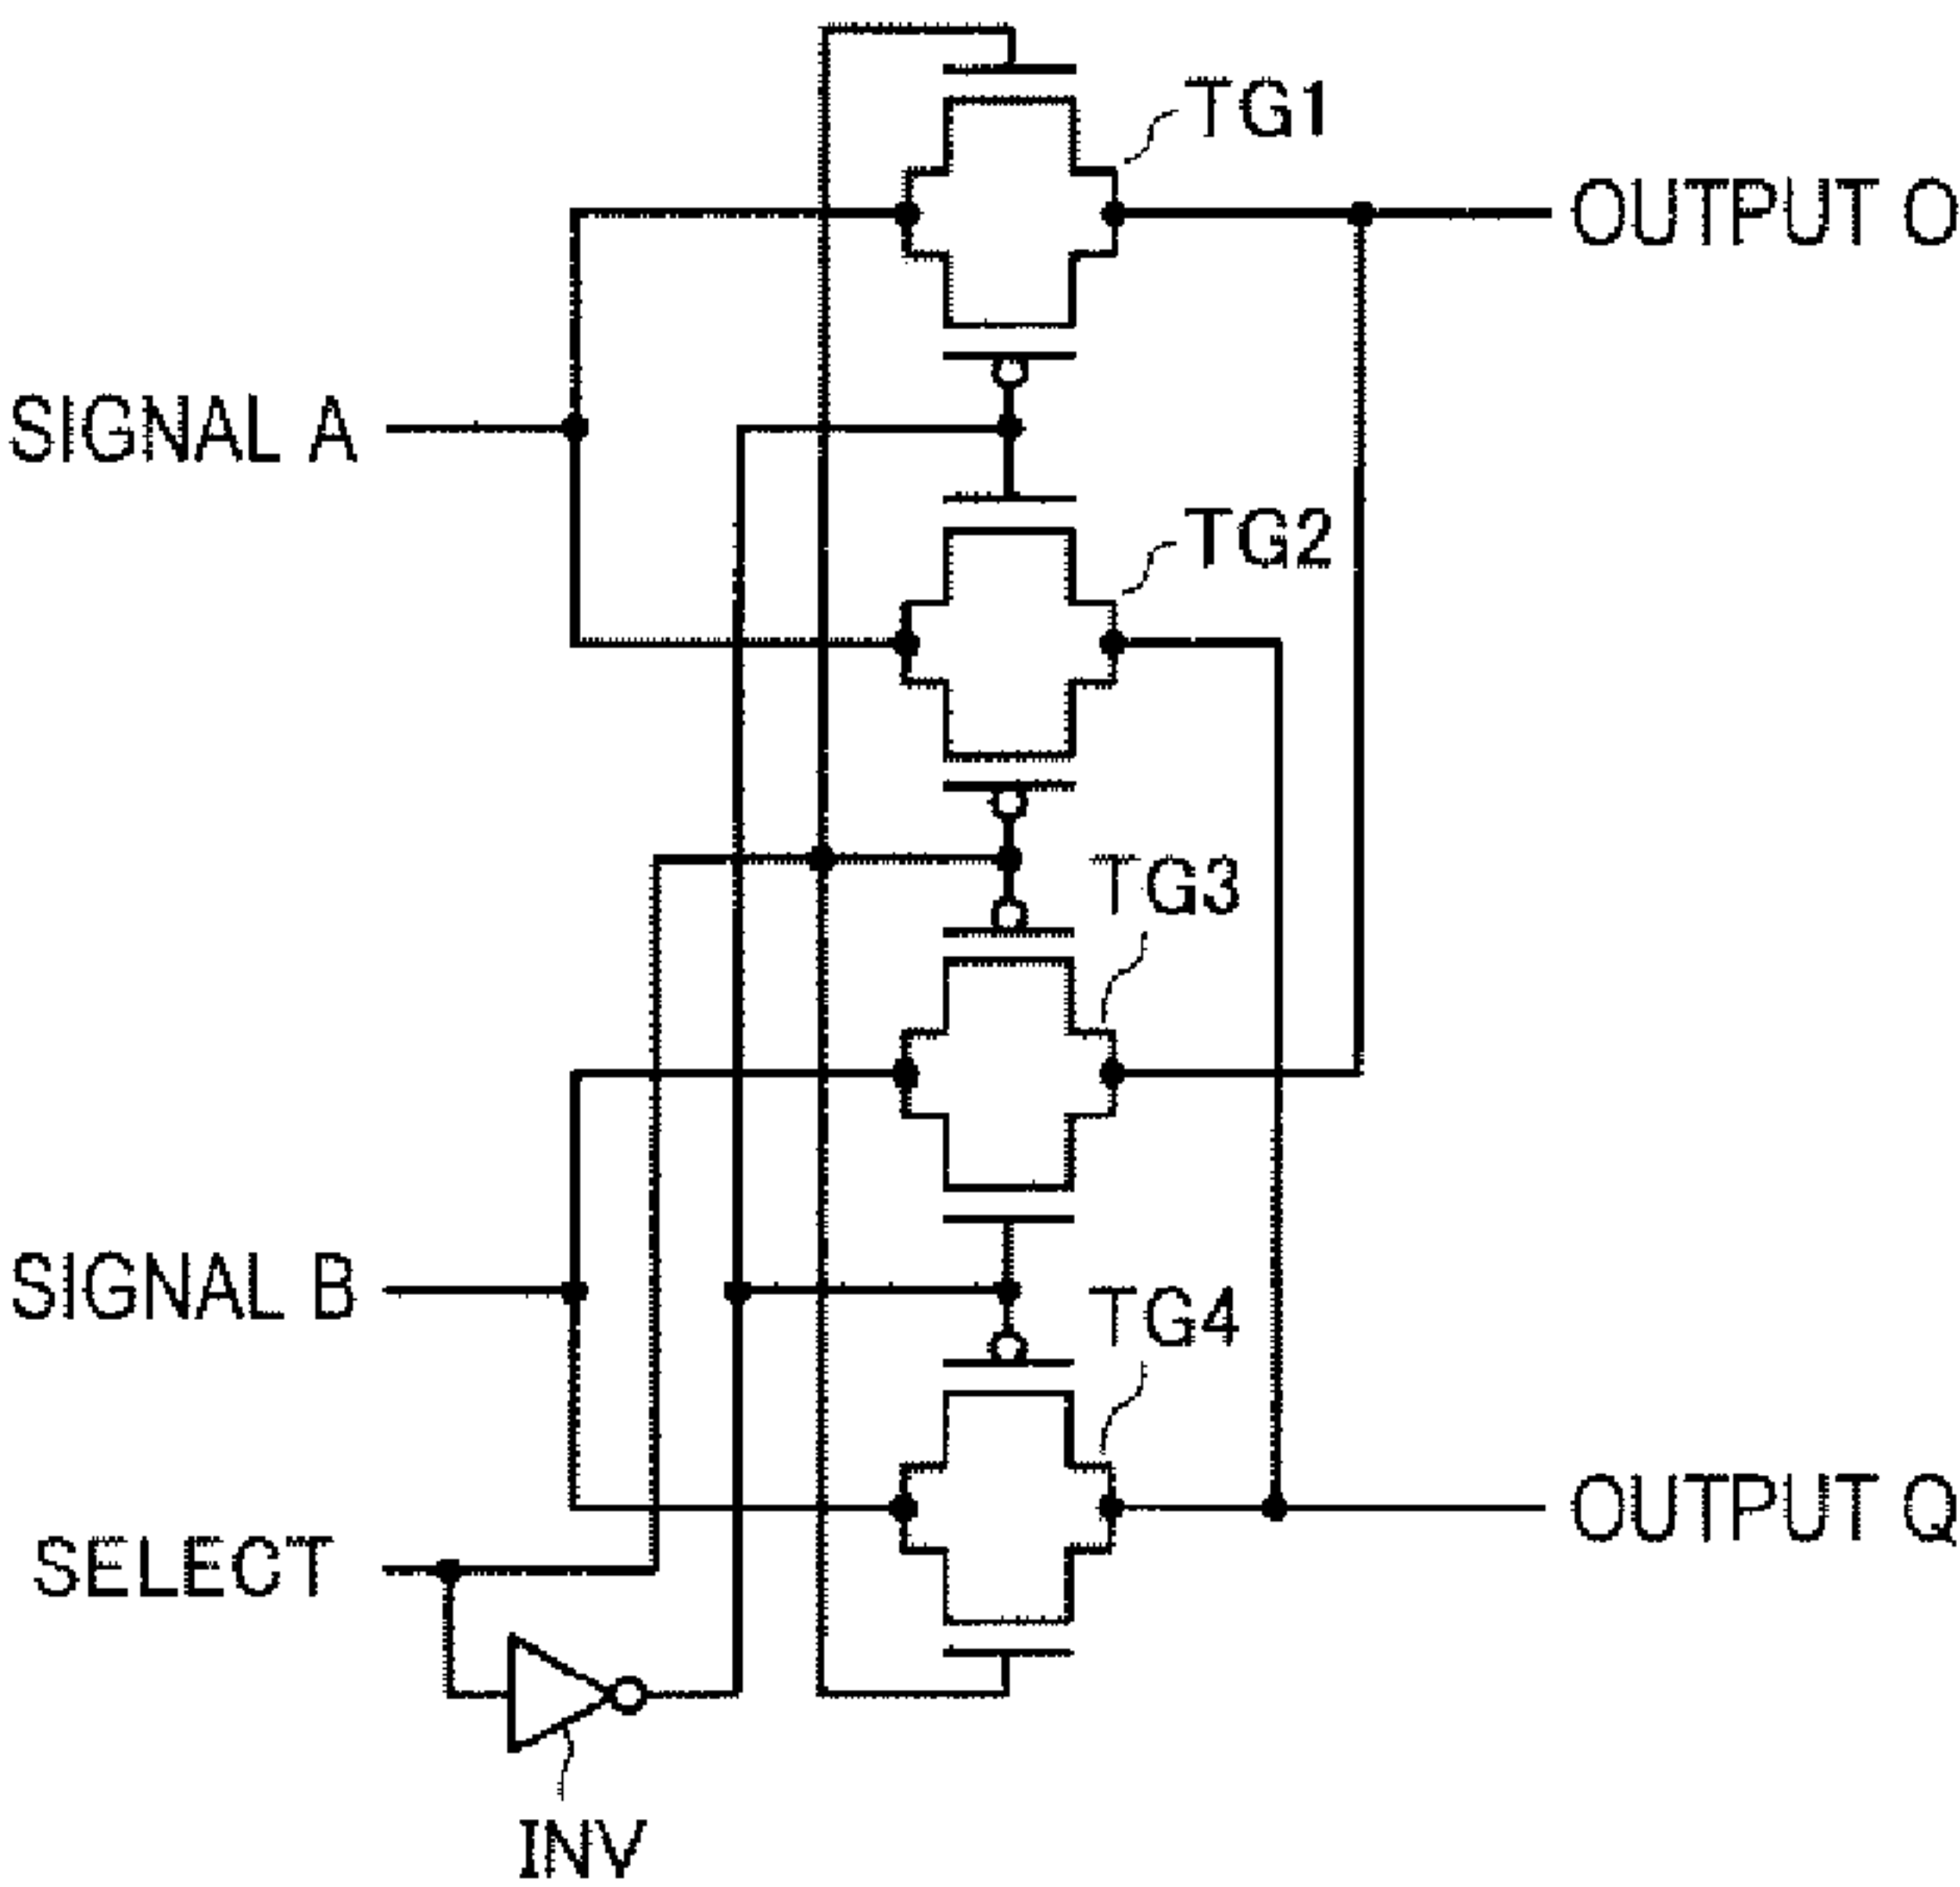 TG1
OUTPUT O
SIGNAL A
TG2
TG3
SIGNAL B
TG4
OUTPUT Q
SELECT
INV